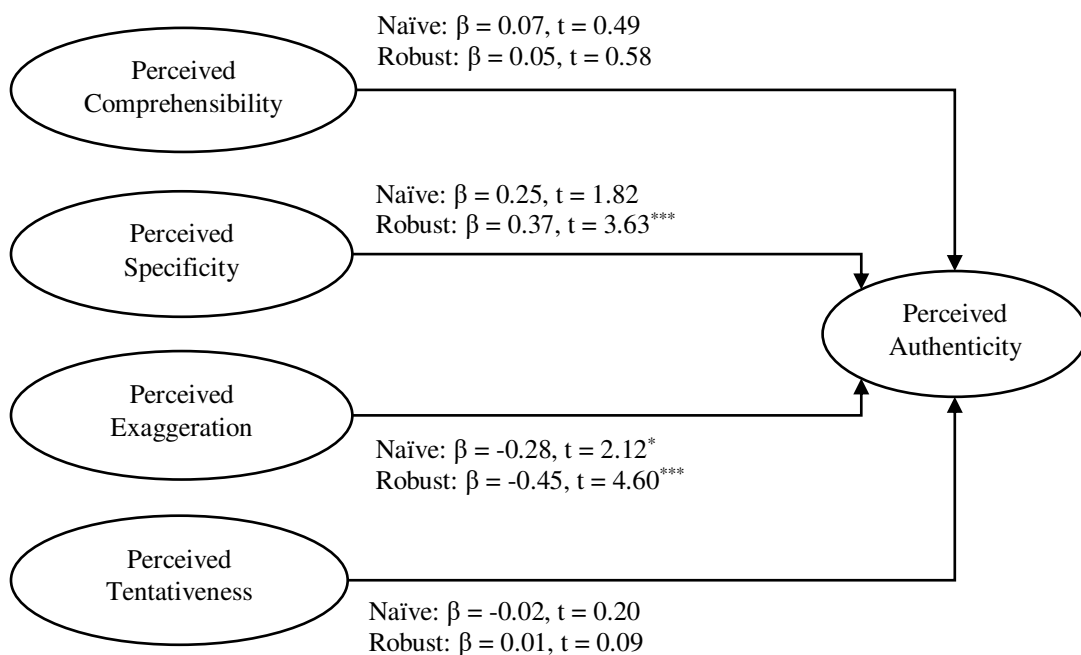 Naïve: β = 0.07, t = 0.49
Robust: β = 0.05, t = 0.58
Perceived
Comprehensibility
Naïve: β = 0.25, t = 1.82
Robust: β = 0.37, t = 3.63***
Perceived
Specificity
Perceived
Authenticity
Perceived
Exaggeration
Naïve: β = -0.28, t = 2.12*
Robust: β = -0.45, t = 4.60***
Perceived
Tentativeness
Naïve: β = -0.02, t = 0.20
Robust: β = 0.01, t = 0.09